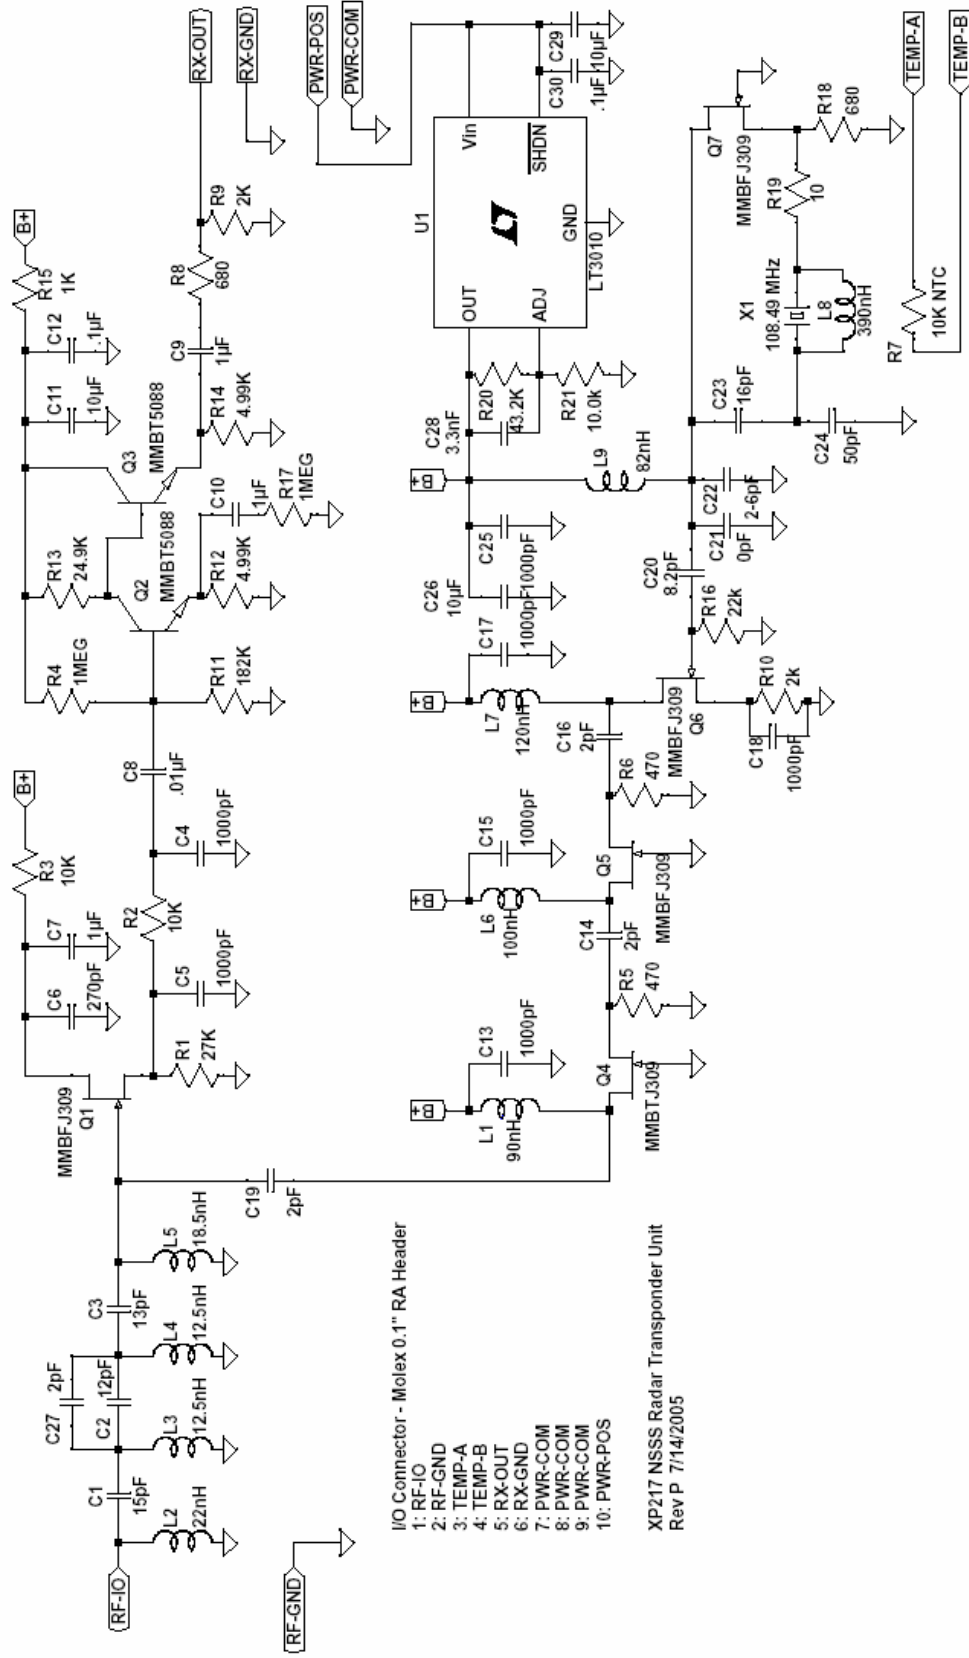 B+
R15
1K
C12
.1µF
C11
10µF
Q3
MMBT5088
R13
24.9K
Q2
MMBT5088
R4
1MEG
R11
182K
R12
4.99K
C10
1µF
R17
1MEG
R14
4.99K
C9
1µF
R8
680
R9
2K
RX-OUT
RX-GND
B+
R3
10K
C7
1µF
C6
270pF
MMBFJ309
Q1
R1
27K
C5
1000pF
R2
10K
C4
1000pF
C8
.01µF
RF-IO
L2
22nH
C1
15pF
C27
2pF
C2
12pF
L3
12.5nH
L4
12.5nH
C3
13pF
L5
18.5nH
C19
2pF
RF-GND
PWR-POS
PWR-COM
C29
10µF
C30
.1µF
U1
Vin
SHDN
OUT
ADJ
GND
LT3010
R20
43.2K
R21
10.0k
C28
3.3nF
B+
C25
1000pF
C26
10µF
L9
82nH
B+
L7
120nH
C17
1000pF
B+
L6
100nH
C15
1000pF
B+
L1
90nH
C13
1000pF
Q4
MMBTJ309
R5
470
C14
2pF
Q5
MMBFJ309
R6
470
C16
2pF
MMBFJ309
Q6
C18
1000pF
R10
2k
R16
22k
C20
8.2pF
C21
0pF
C22
2-6pF
C23
16pF
C24
50pF
X1
108.49 MHz
L8
390nH
R19
10
R18
680
Q7
MMBFJ309
R7
10K NTC
TEMP-A
TEMP-B
I/O Connector - Molex 0.1" RA Header
1: RF-IO
2: RF-GND
3: TEMP-A
4: TEMP-B
5: RX-OUT
6: RX-GND
7: PWR-COM
8: PWR-COM
9: PWR-COM
10: PWR-POS
XP217 NSSS Radar Transponder Unit
Rev P 7/14/2005